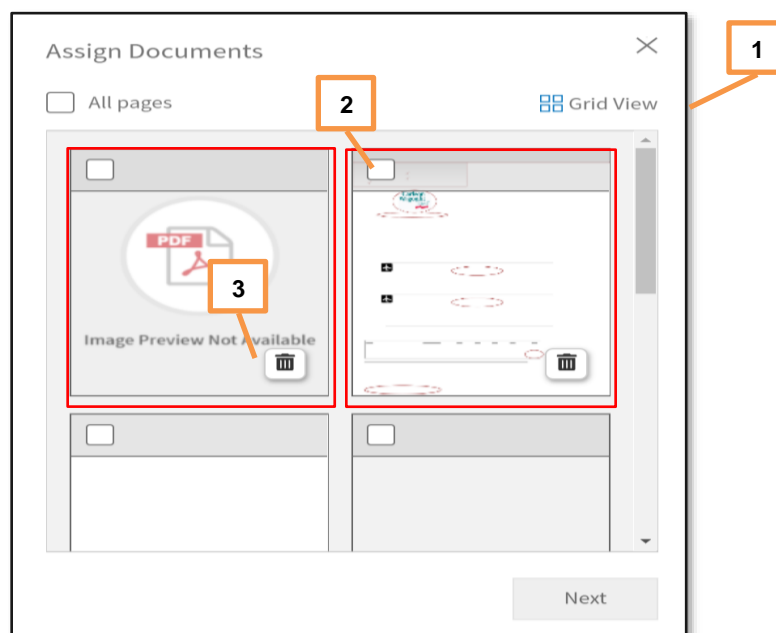 Assign Documents
1
All pages
2
Grid View
PDF
3
Image Preview Not Available
Next